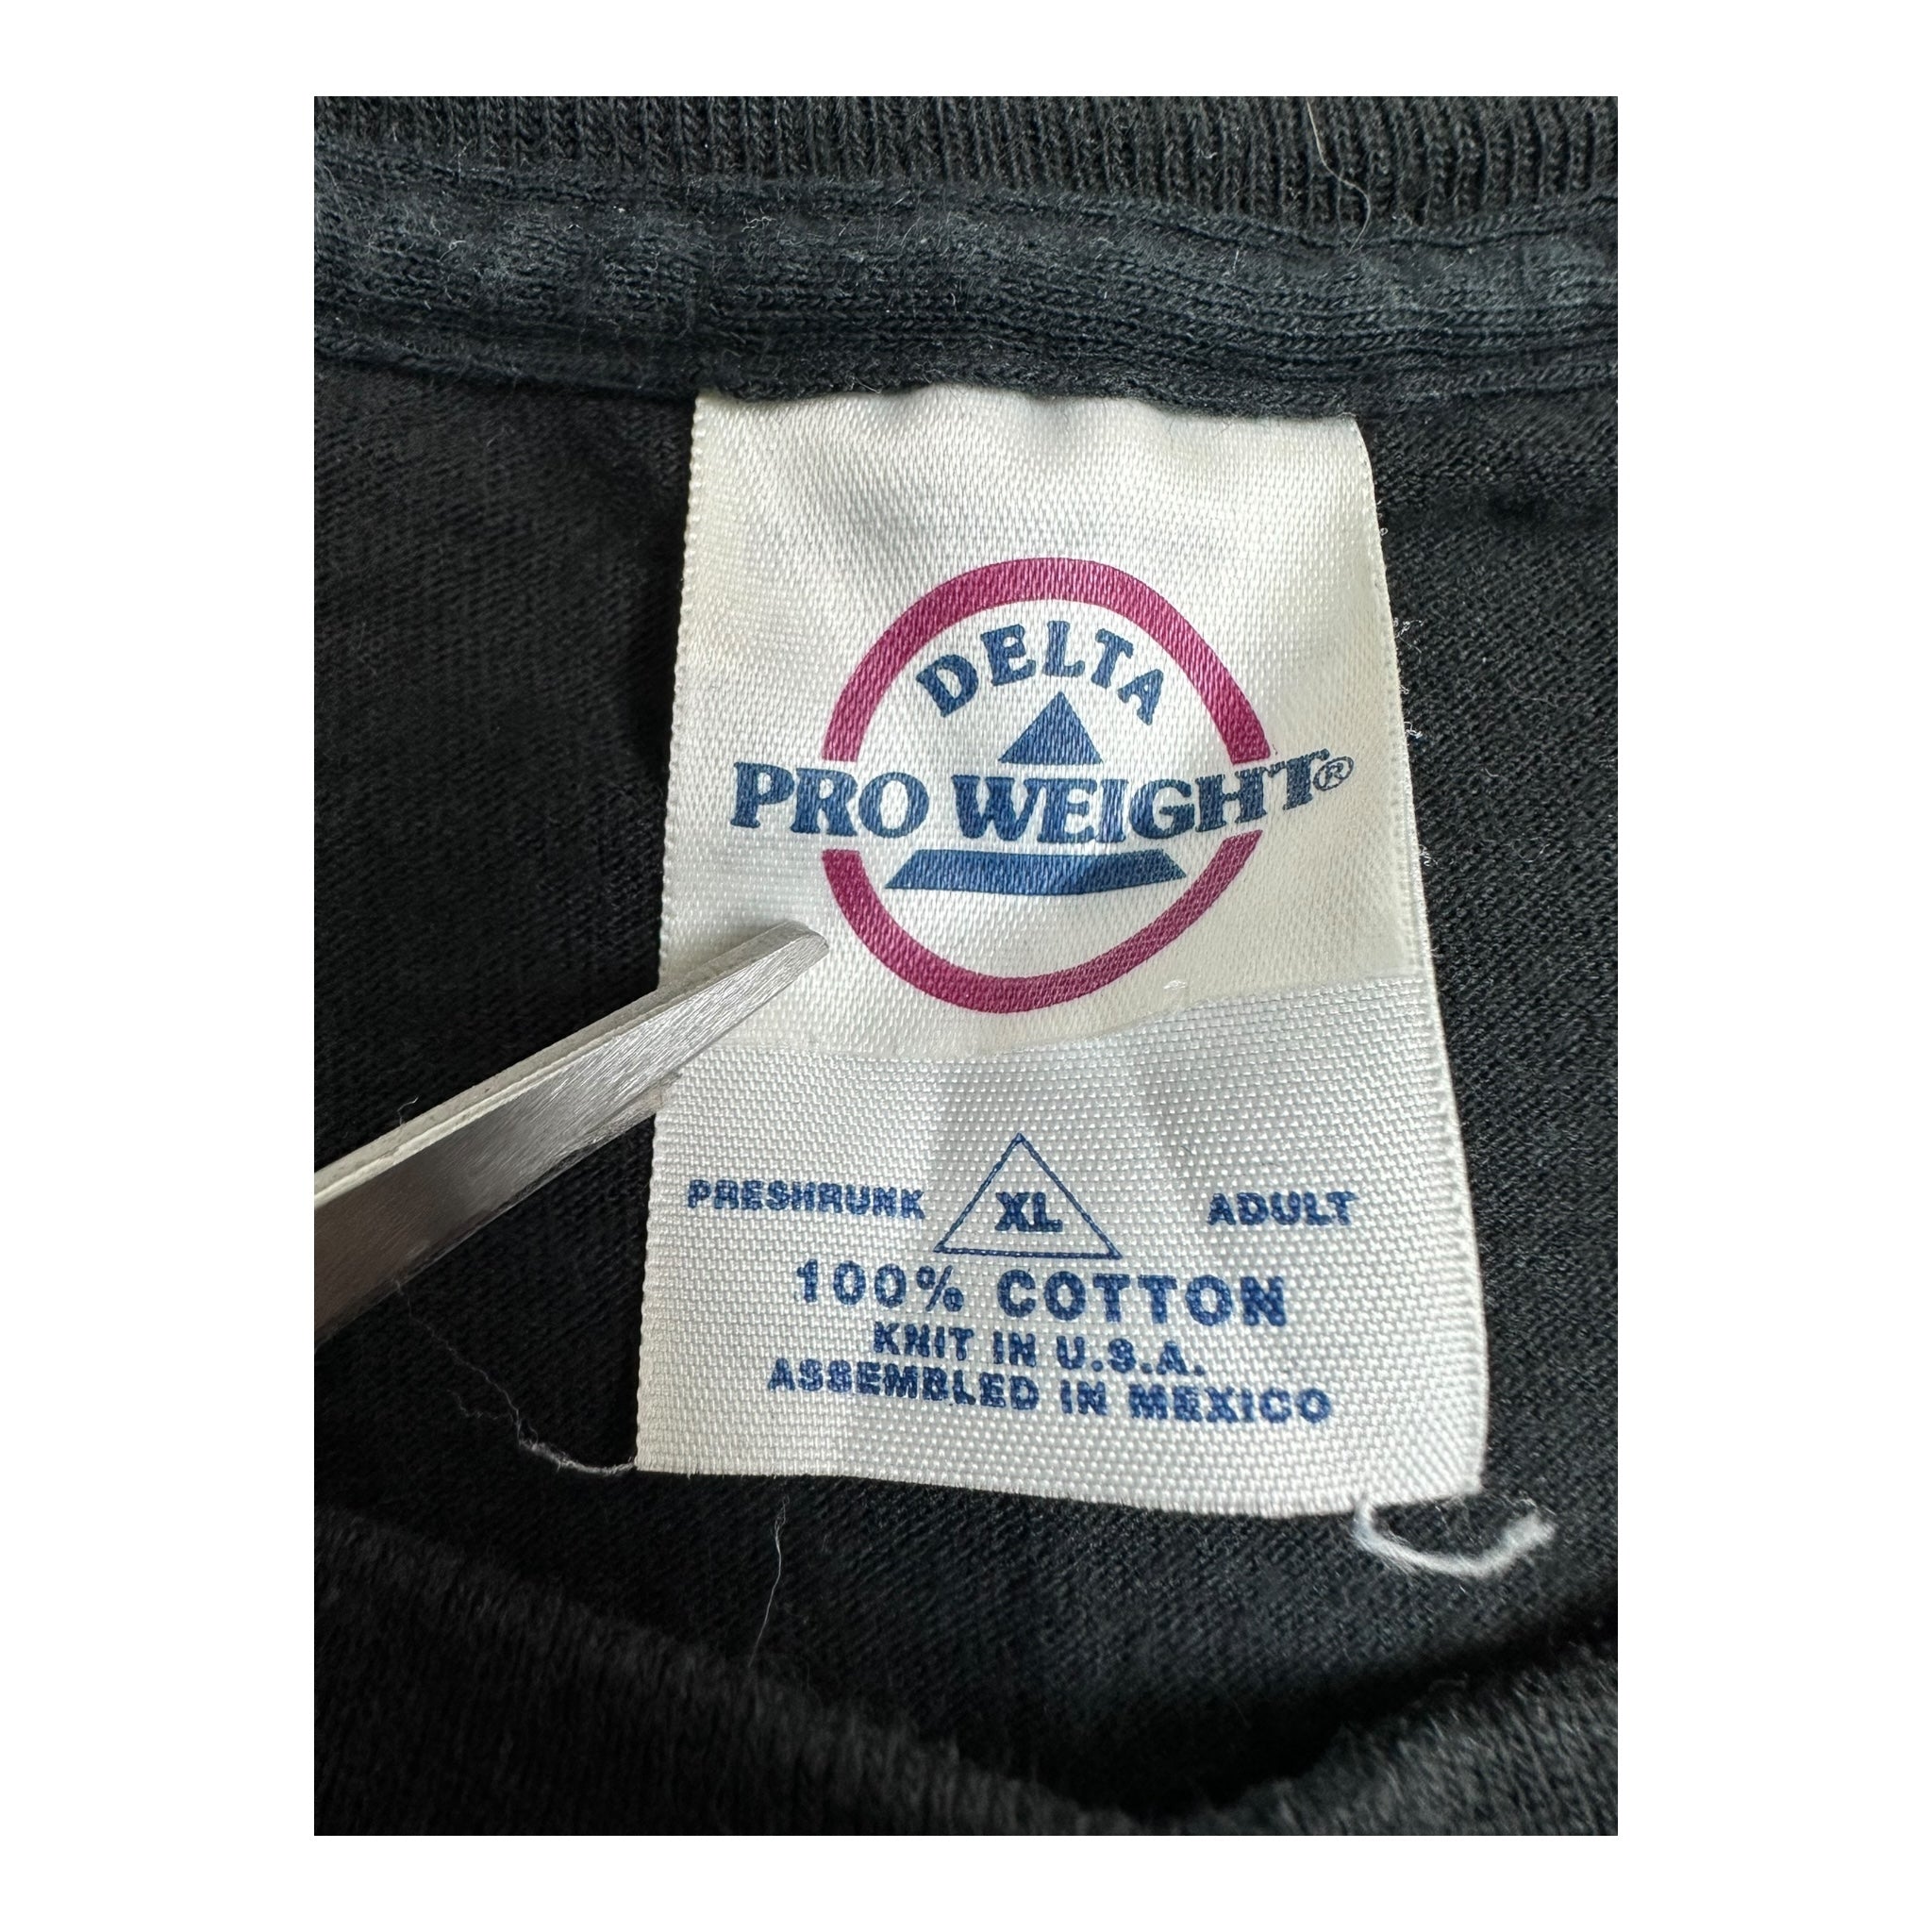 DELTA
PRO WEIGHT®
PRESHRUNK XL ADULT
100% COTTON
KNIT IN U.S.A.
ASSEMBLED IN MEXICO